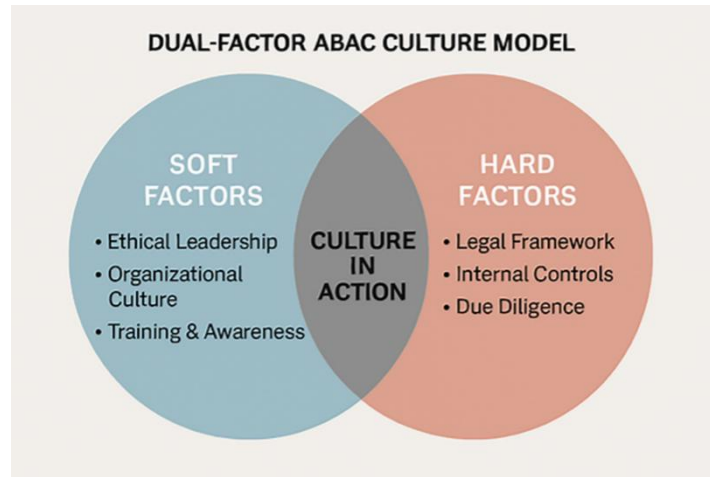 DUAL-FACTOR ABAC CULTURE MODEL
SOFT
FACTORS
• Ethical Leadership
• Organizational
Culture
• Training & Awareness
CULTURE
IN
ACTION
HARD
FACTORS
• Legal Framework
• Internal Controls
• Due Diligence